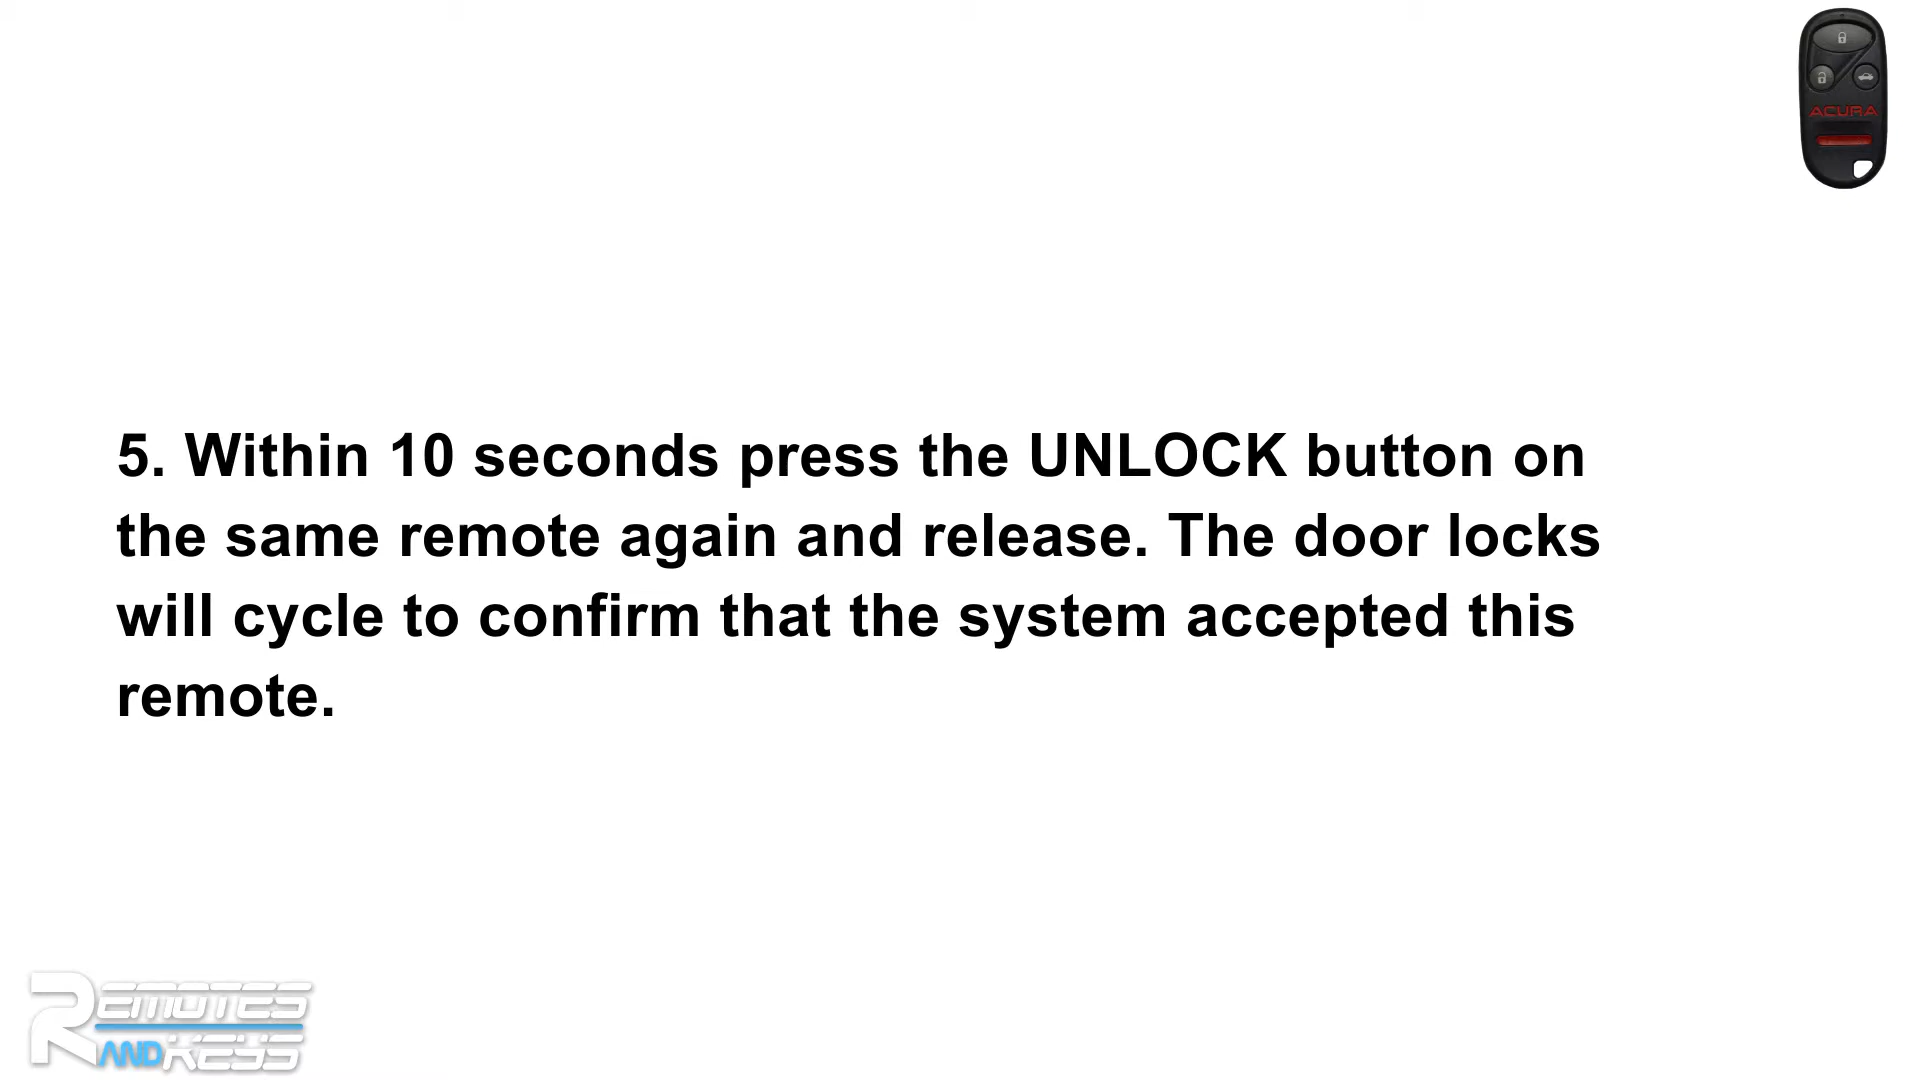 ACURA
5. Within 10 seconds press the UNLOCK button on
the same remote again and release. The door locks
will cycle to confirm that the system accepted this
remote.
REMOTES
AND KEYS